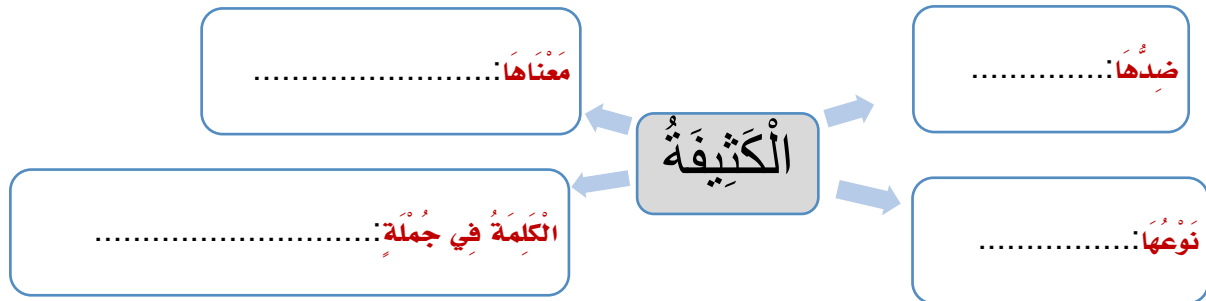 ضِدُّهَا:..............
مَعْنَاهَا:.........................
الْكَثِيفَةُ
نَوْعُهَا:................
الْكَلِمَةُ فِي جُمْلَةٍ:.............................